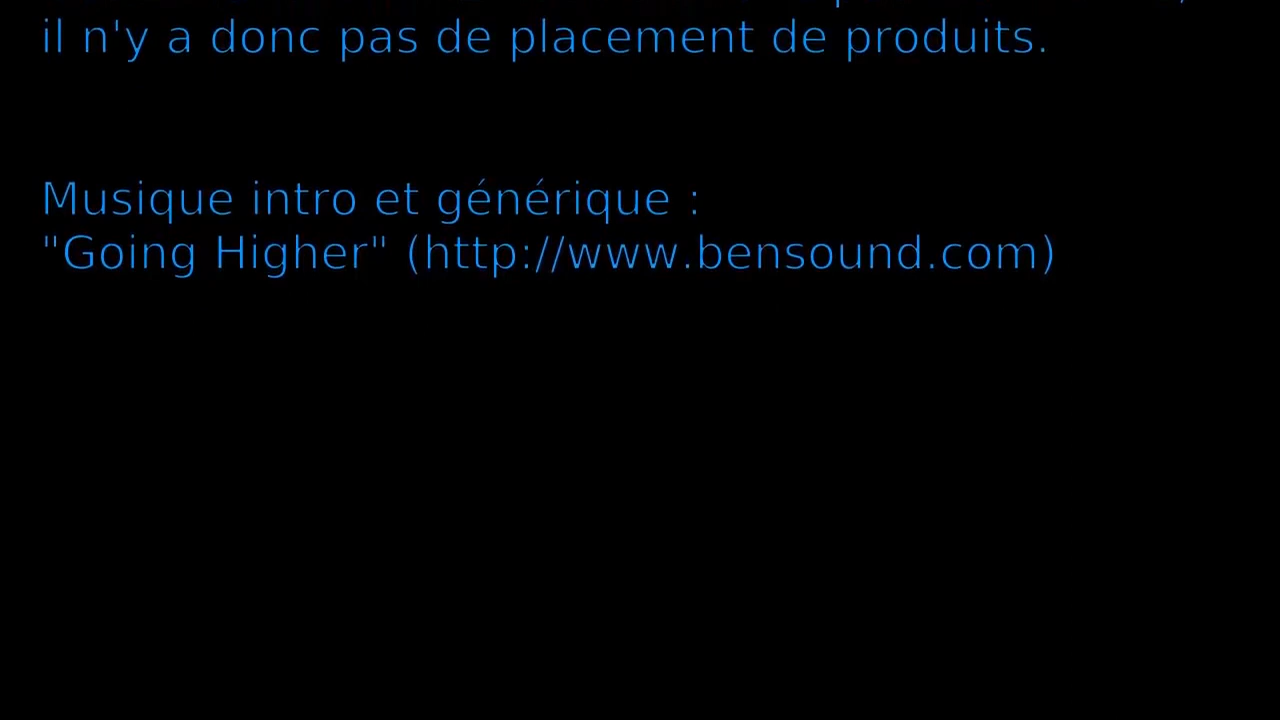 il n'y a donc pas de placement de produits.
Musique intro et générique :
"Going Higher" (http://www.bensound.com)